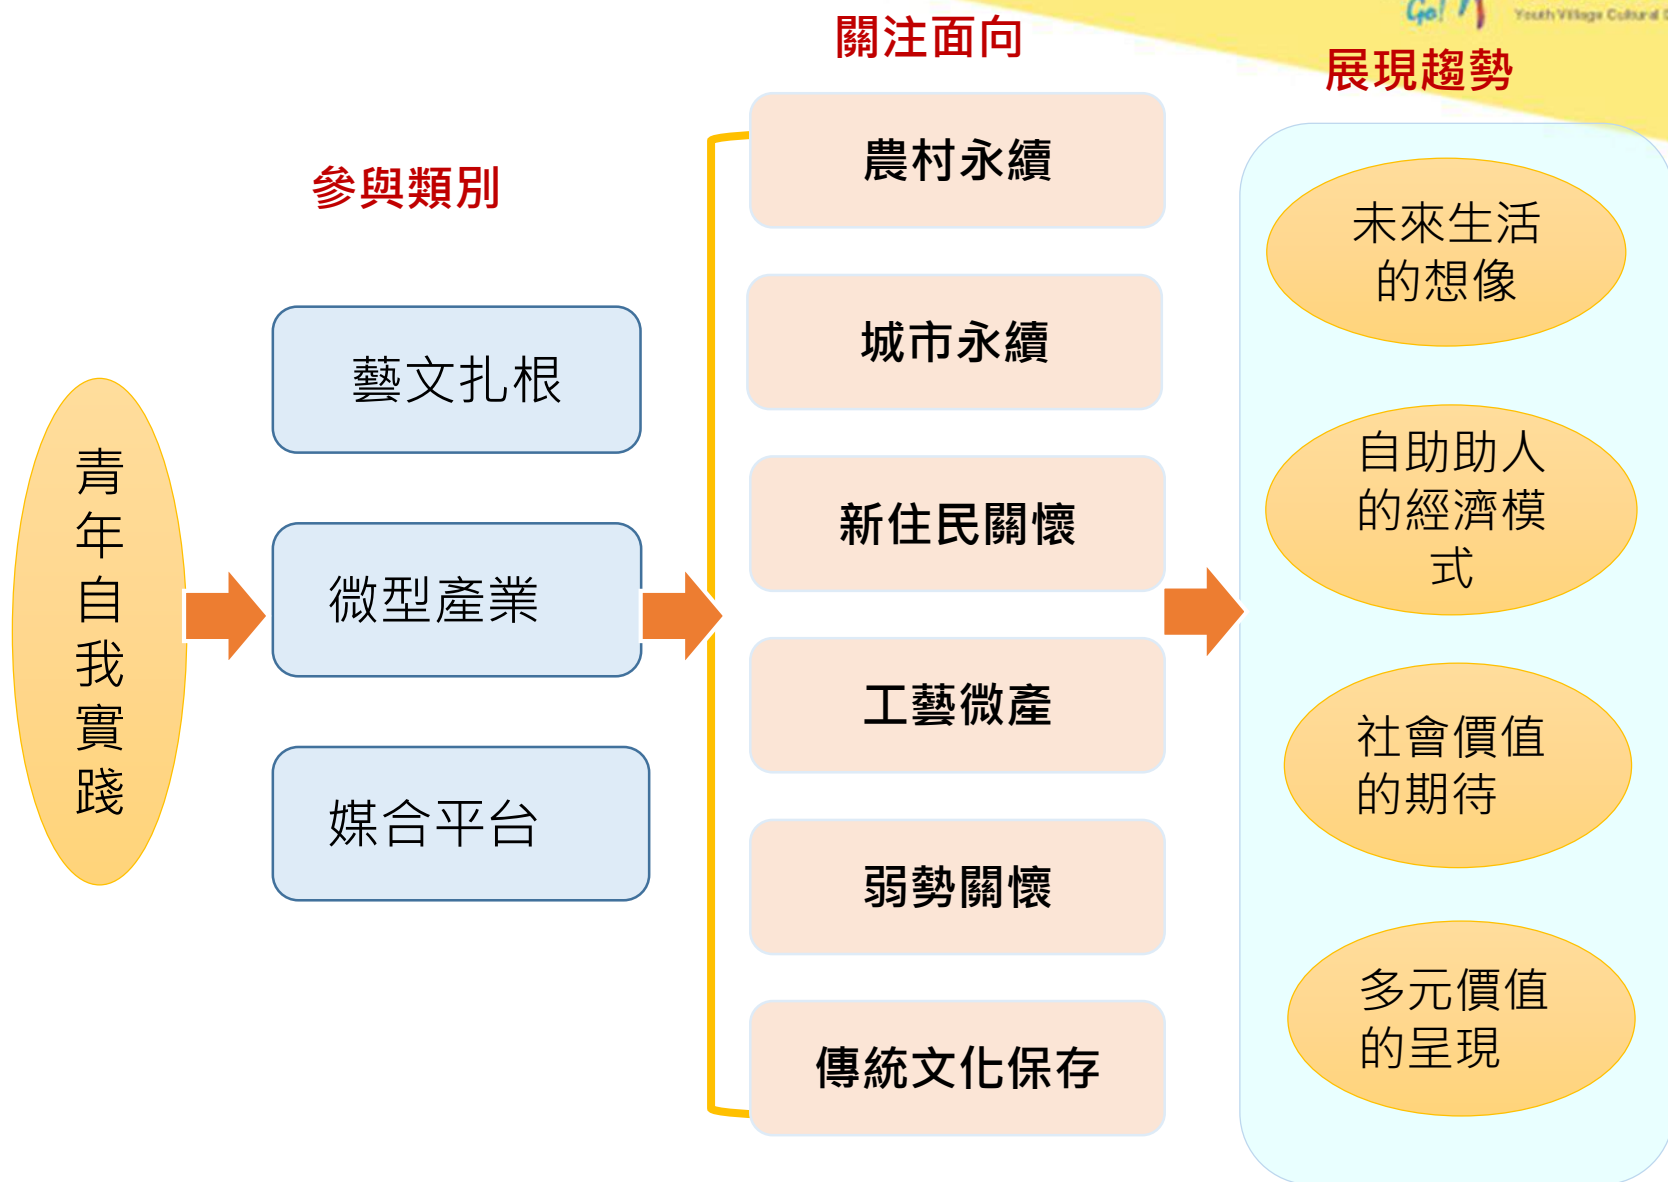 Go!
Youth Village Cultural
關注面向
展現趨勢
參與類別
青年自我實踐
藝文扎根
微型產業
媒合平台
農村永續
城市永續
新住民關懷
工藝微產
弱勢關懷
傳統文化保存
未來生活
的想像
自助助人
的經濟模
式
社會價值
的期待
多元價值
的呈現